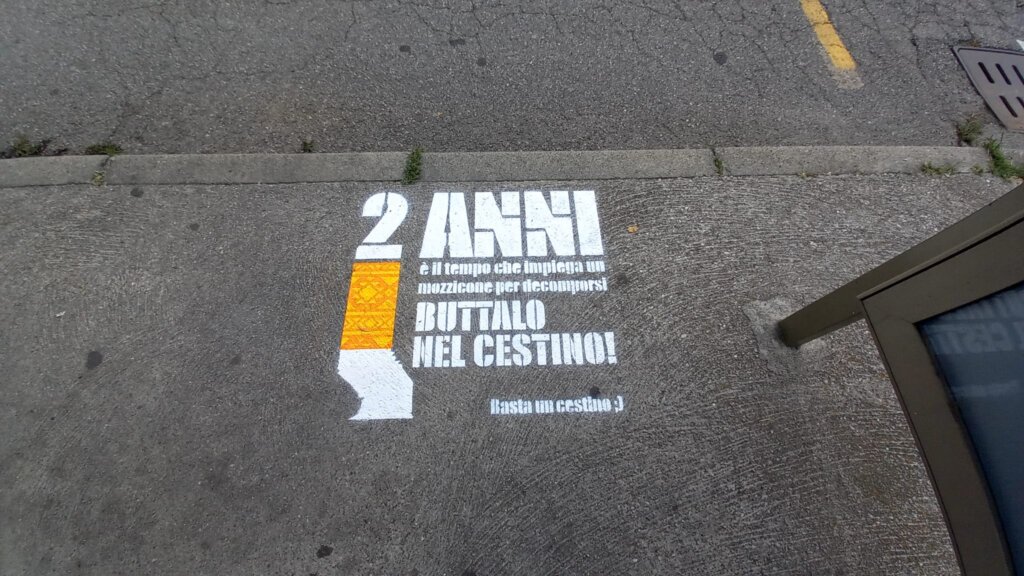 2 ANNI
è il tempo che impiega un
mozzicone per decomporsi
BUTTALO
NEL CESTINO!
Basta un cestino ;)